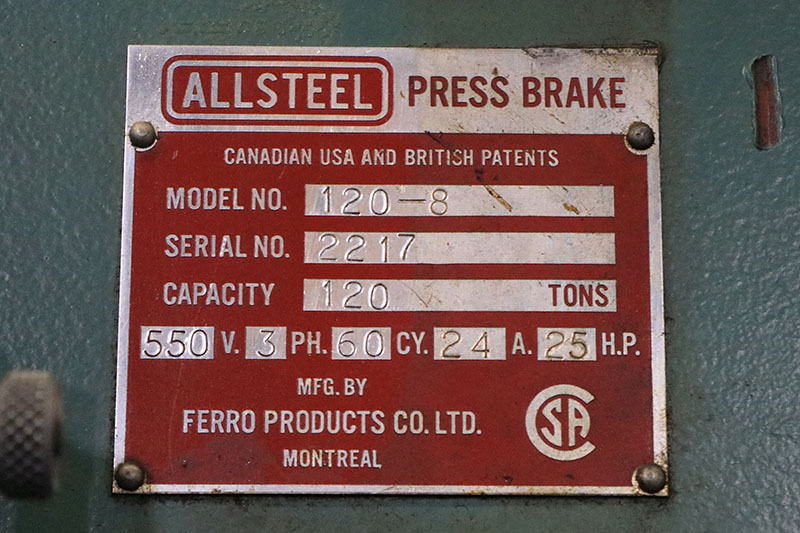 ALLSTEEL PRESS BRAKE
CANADIAN USA AND BRITISH PATENTS
MODEL NO. 120-8
SERIAL NO. 2217
CAPACITY 120 TONS
550 V. 3 PH. 60 CY. 24 A. 25 H.P.
MFG. BY
FERRO PRODUCTS CO. LTD.
MONTREAL
CSA